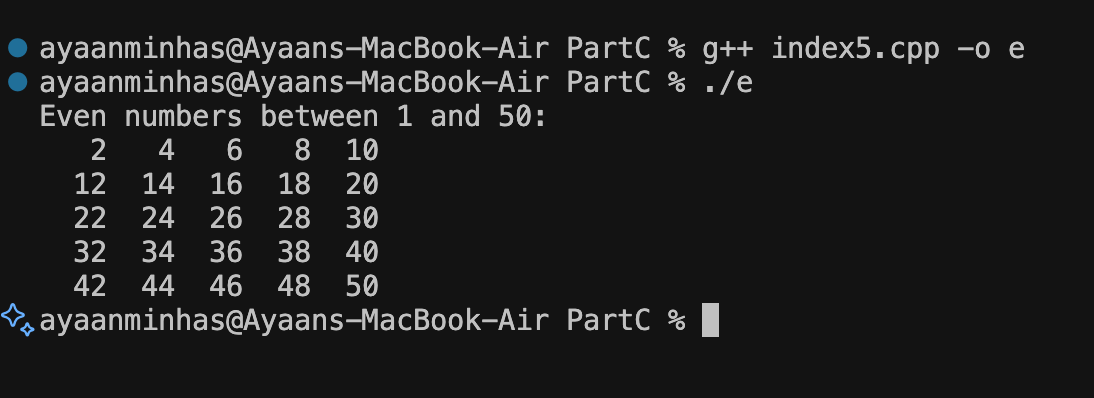 ayaanminhas@Ayaans-MacBook-Air PartC % g++ index5.cpp -o e
ayaanminhas@Ayaans-MacBook-Air PartC % ./e
Even numbers between 1 and 50:
   2   4   6   8  10
  12  14  16  18  20
  22  24  26  28  30
  32  34  36  38  40
  42  44  46  48  50
ayaanminhas@Ayaans-MacBook-Air PartC %